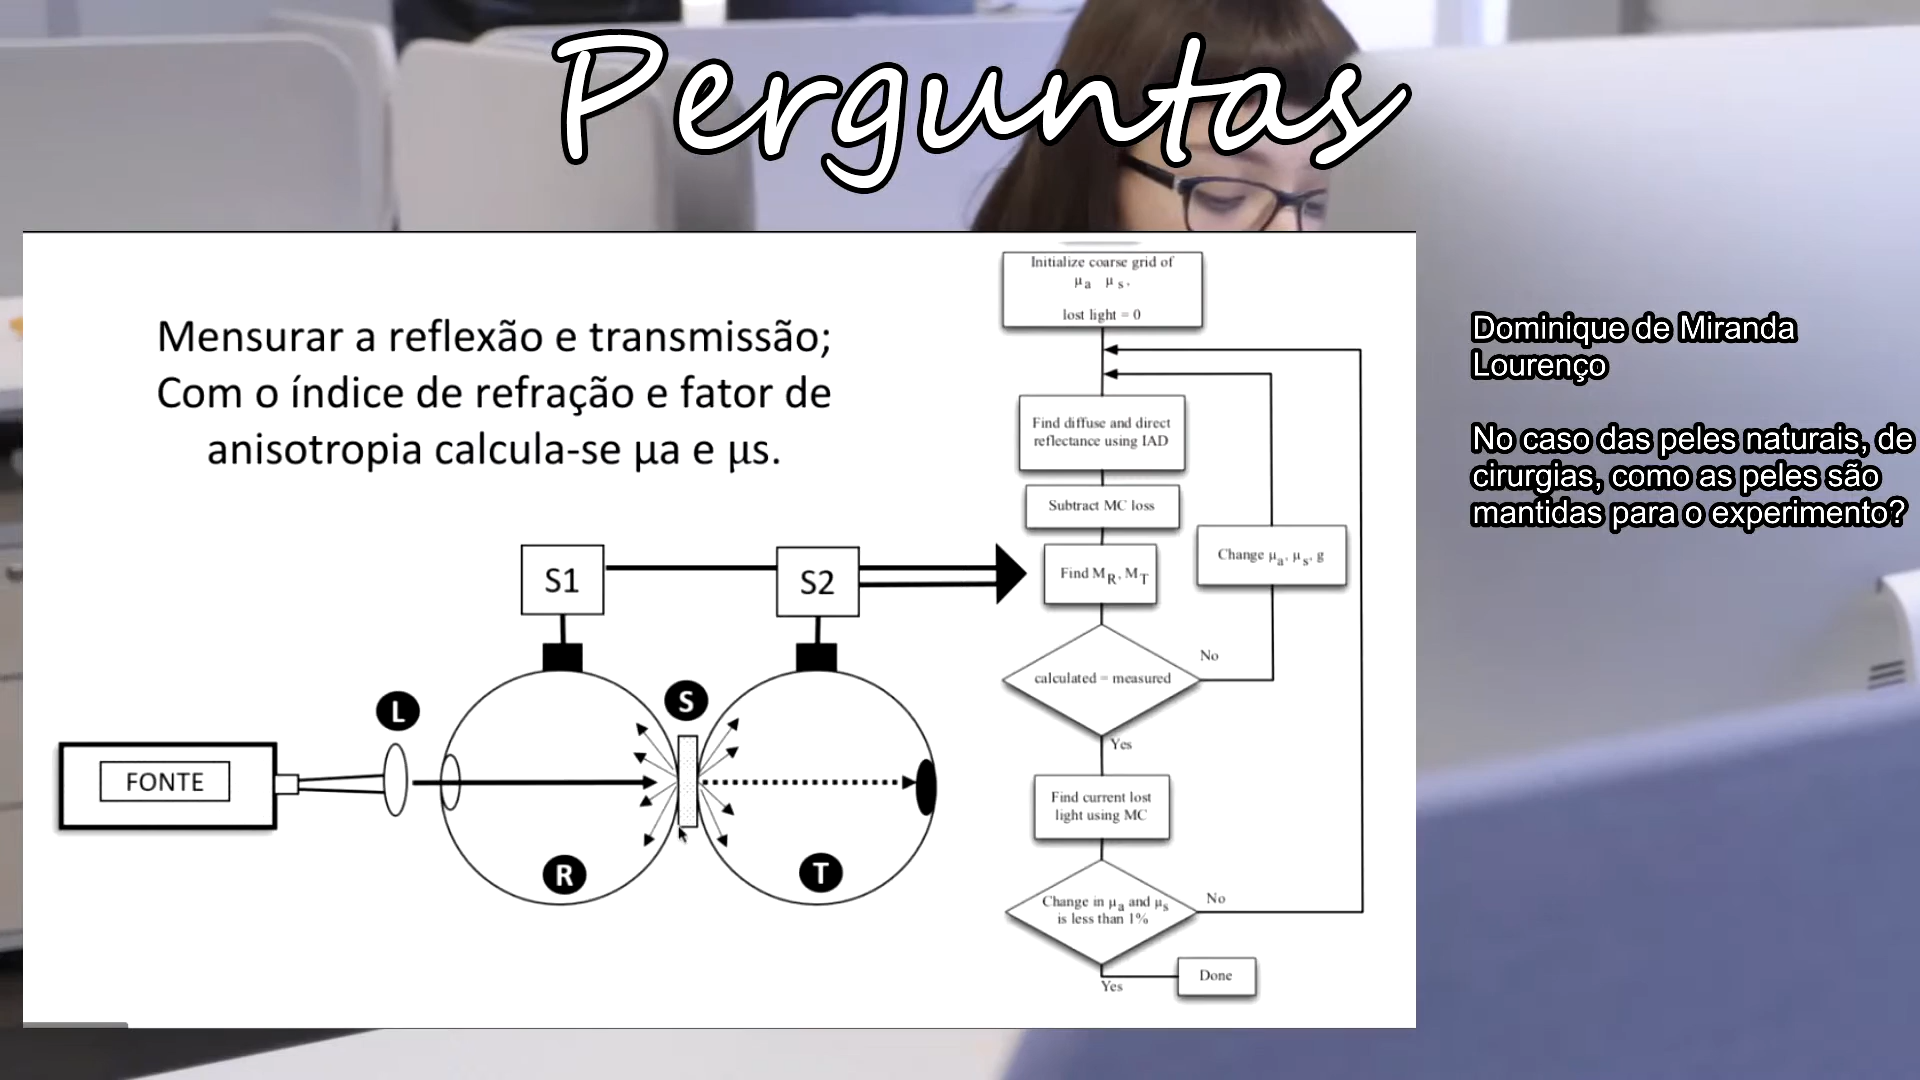 Perguntas
Mensurar a reflexão e transmissão;
Com o índice de refração e fator de
anisotropia calcula-se µa e µs.
S1
S2
L
S
FONTE
R
T
Initialize coarse grid of
µa µs.
lost light = 0
Find diffuse and direct
reflectance using IAD
Subtract MC loss
Find MR, MT
Change µa, µs, g
calculated = measured
No
Yes
Find current lost
light using MC
Change in µa and µs
is less than 1%
No
Yes
Done
Dominique de Miranda
Lourenço
No caso das peles naturais, de
cirurgias, como as peles são
mantidas para o experimento?